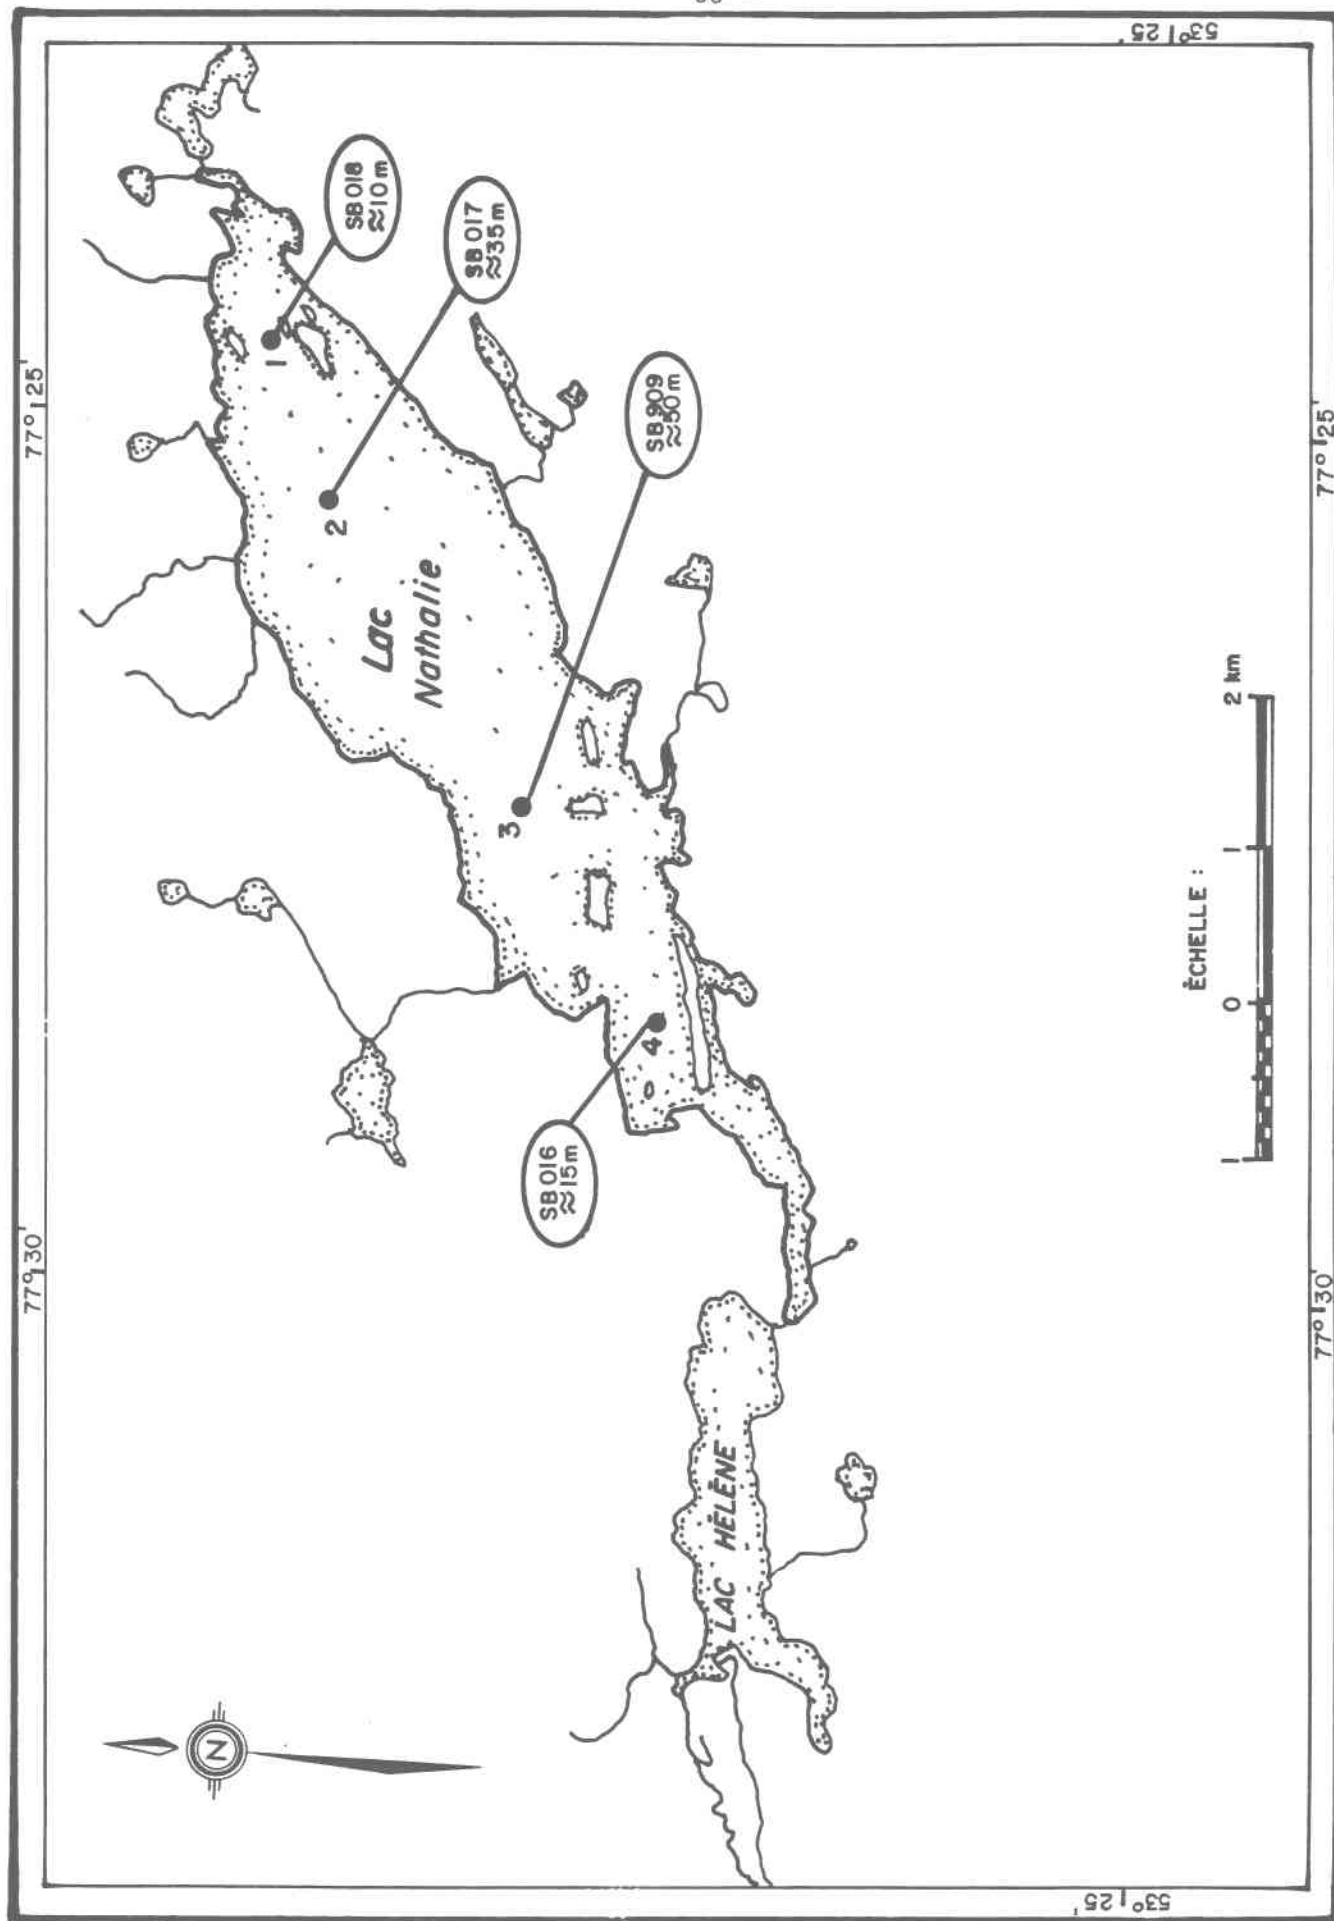 77° 30'
77° 25'
53° 25'
53° 25'
N
SB 018
≈10 m
1
SB 017
≈35 m
2
Lac
Nathalie
SB 909
≈50 m
3
4
SB 016
≈15 m
LAC HÉLÈNE
ÉCHELLE :
1 0 1 2 km
77° 30'
77° 25'